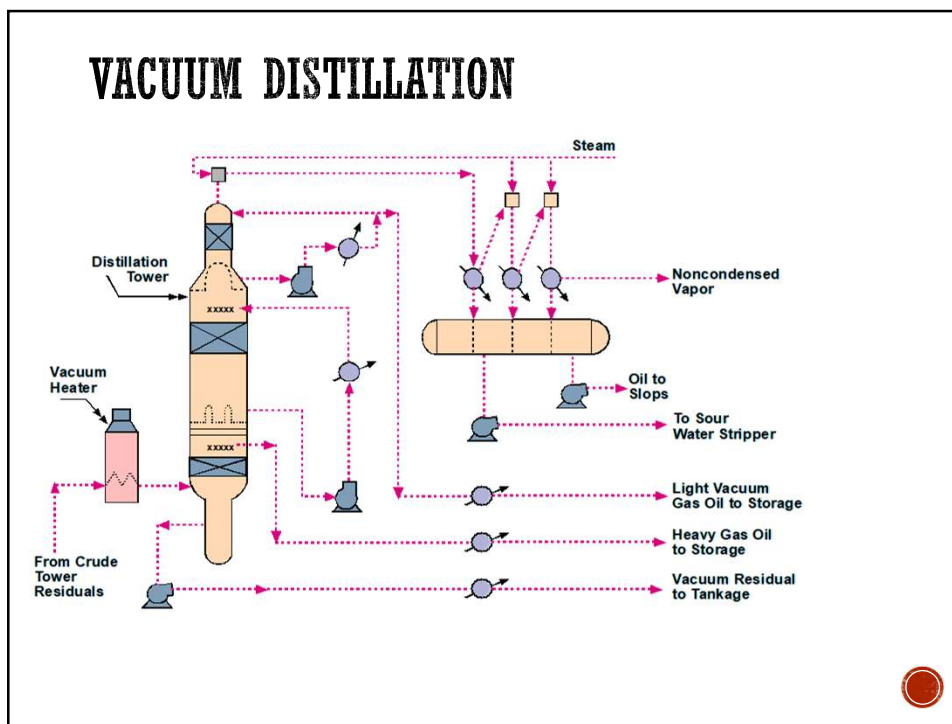 VACUUM DISTILLATION
Steam
Distillation
Tower
Noncondensed
Vapor
xxxxx
Vacuum
Heater
Oil to
Slops
To Sour
Water Stripper
xxxxx
Light Vacuum
Gas Oil to Storage
Heavy Gas Oil
to Storage
From Crude
Tower
Residuals
Vacuum Residual
to Tankage